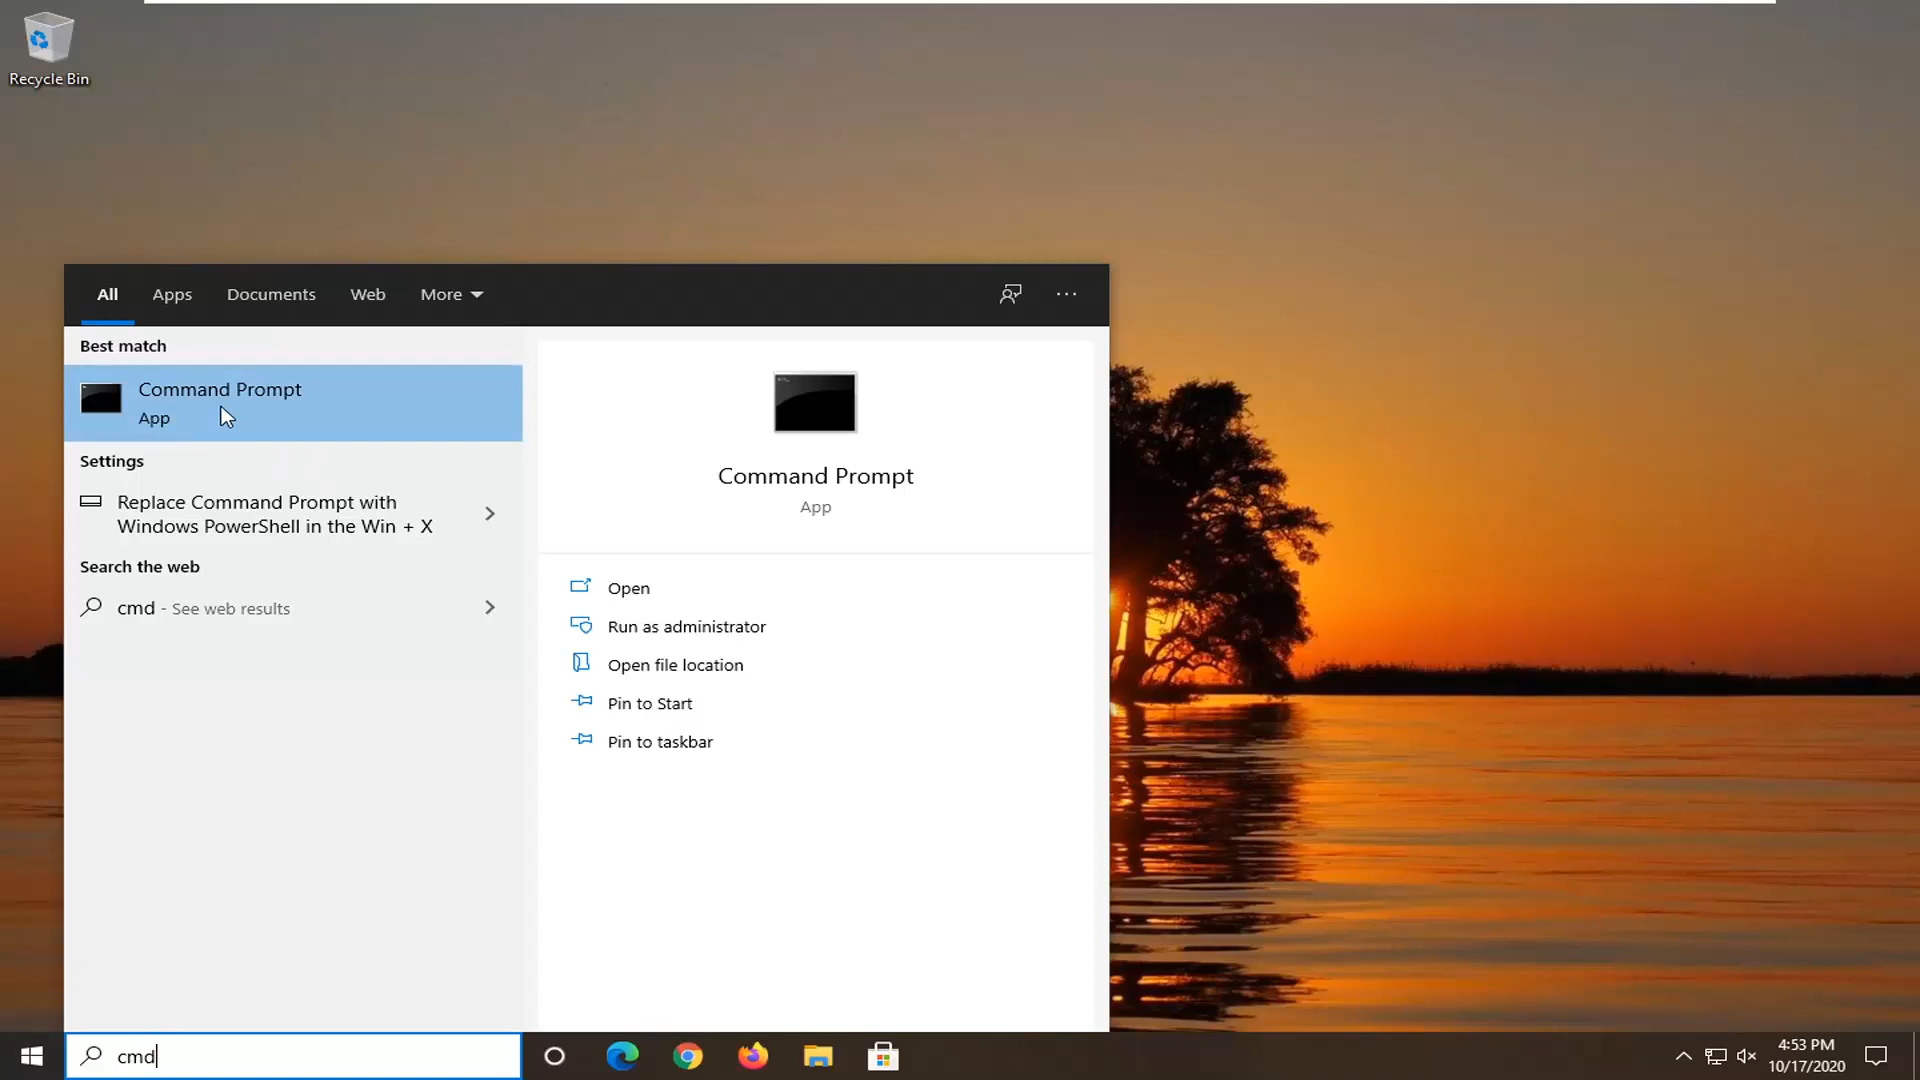 Recycle Bin
All Apps Documents Web More
Best match
Command Prompt
App
Settings
Replace Command Prompt with
Windows PowerShell in the Win + X
Search the web
cmd - See web results
Command Prompt
App
Open
Run as administrator
Open file location
Pin to Start
Pin to taskbar
cmd
4:53 PM
10/17/2020